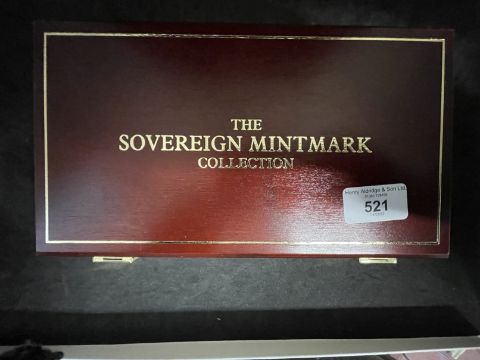 THE
SOVEREIGN MINTMARK
COLLECTION
Henry Aldridge & Son Ltd.
521